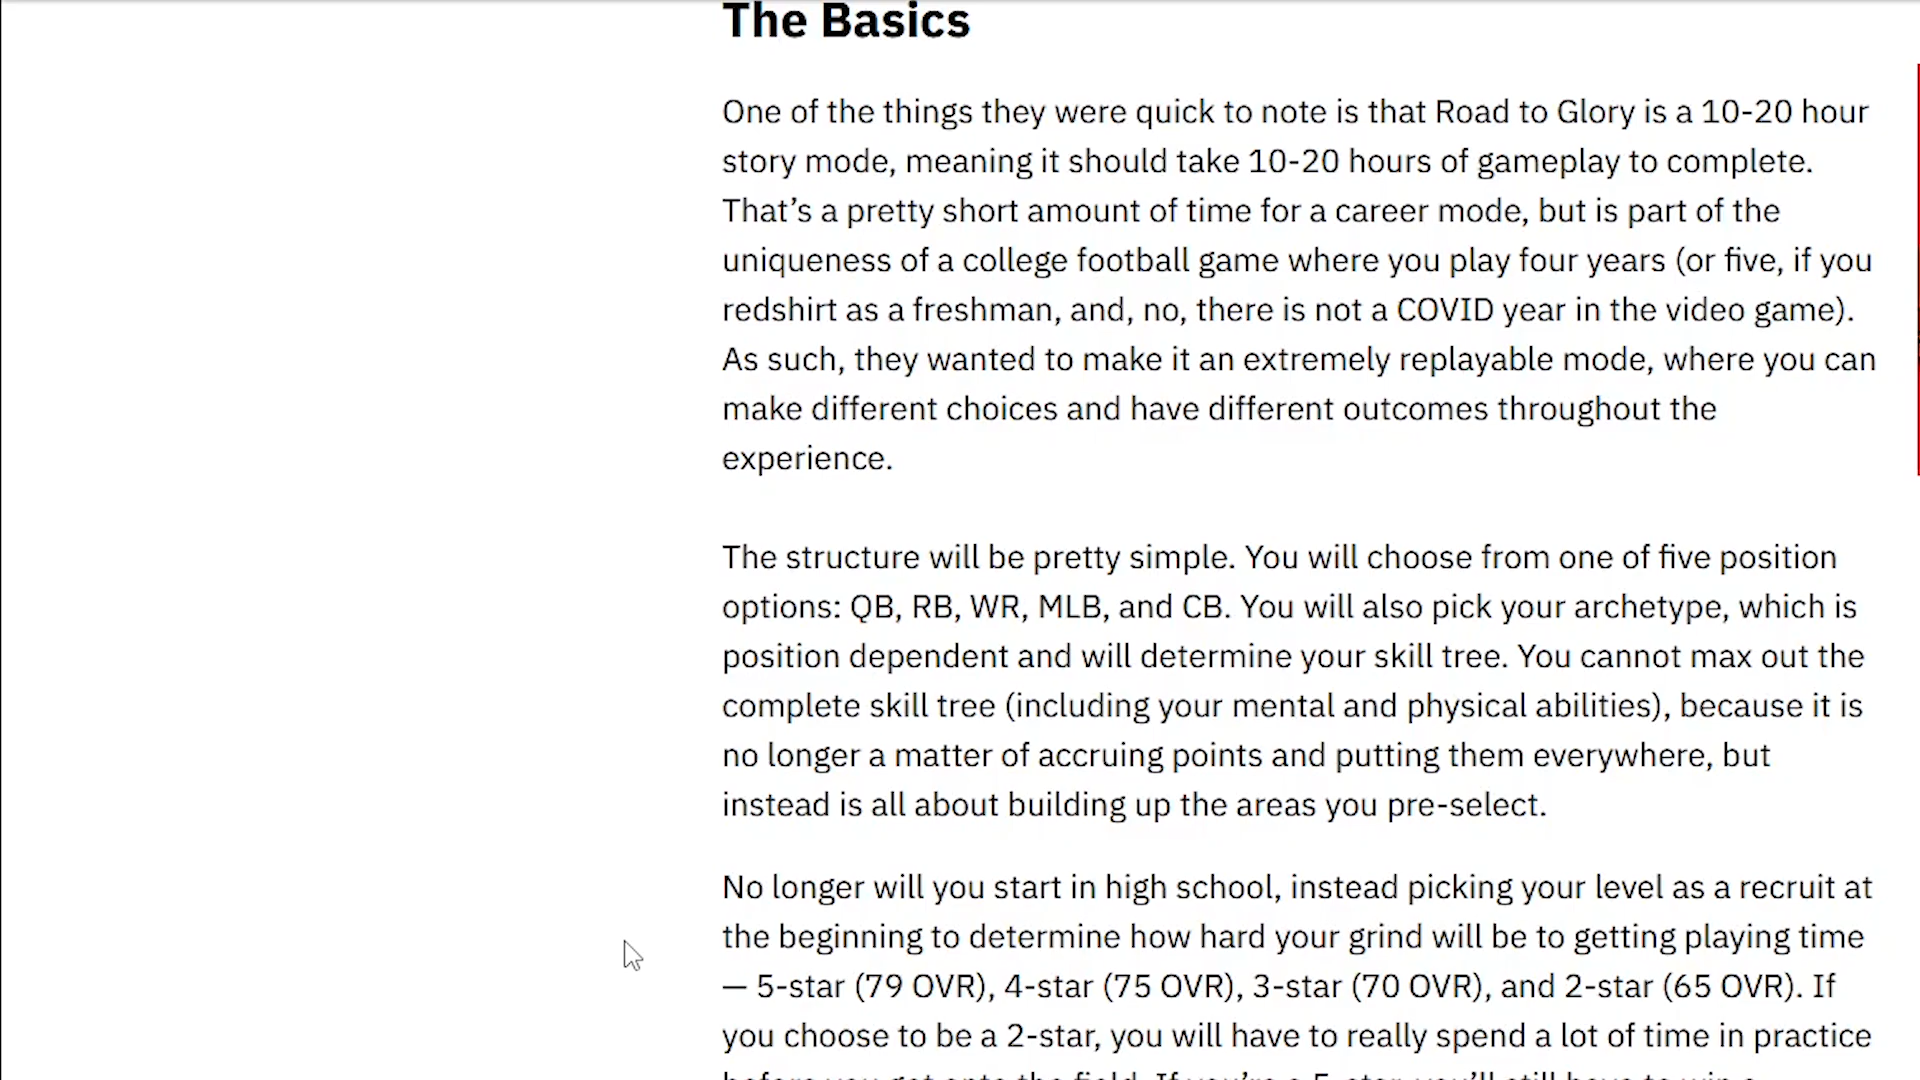 The Basics
One of the things they were quick to note is that Road to Glory is a 10-20 hour
story mode, meaning it should take 10-20 hours of gameplay to complete.
That’s a pretty short amount of time for a career mode, but is part of the
uniqueness of a college football game where you play four years (or five, if you
redshirt as a freshman, and, no, there is not a COVID year in the video game).
As such, they wanted to make it an extremely replayable mode, where you can
make different choices and have different outcomes throughout the
experience.
The structure will be pretty simple. You will choose from one of five position
options: QB, RB, WR, MLB, and CB. You will also pick your archetype, which is
position dependent and will determine your skill tree. You cannot max out the
complete skill tree (including your mental and physical abilities), because it is
no longer a matter of accruing points and putting them everywhere, but
instead is all about building up the areas you pre-select.
No longer will you start in high school, instead picking your level as a recruit at
the beginning to determine how hard your grind will be to getting playing time
— 5-star (79 OVR), 4-star (75 OVR), 3-star (70 OVR), and 2-star (65 OVR). If
you choose to be a 2-star, you will have to really spend a lot of time in practice